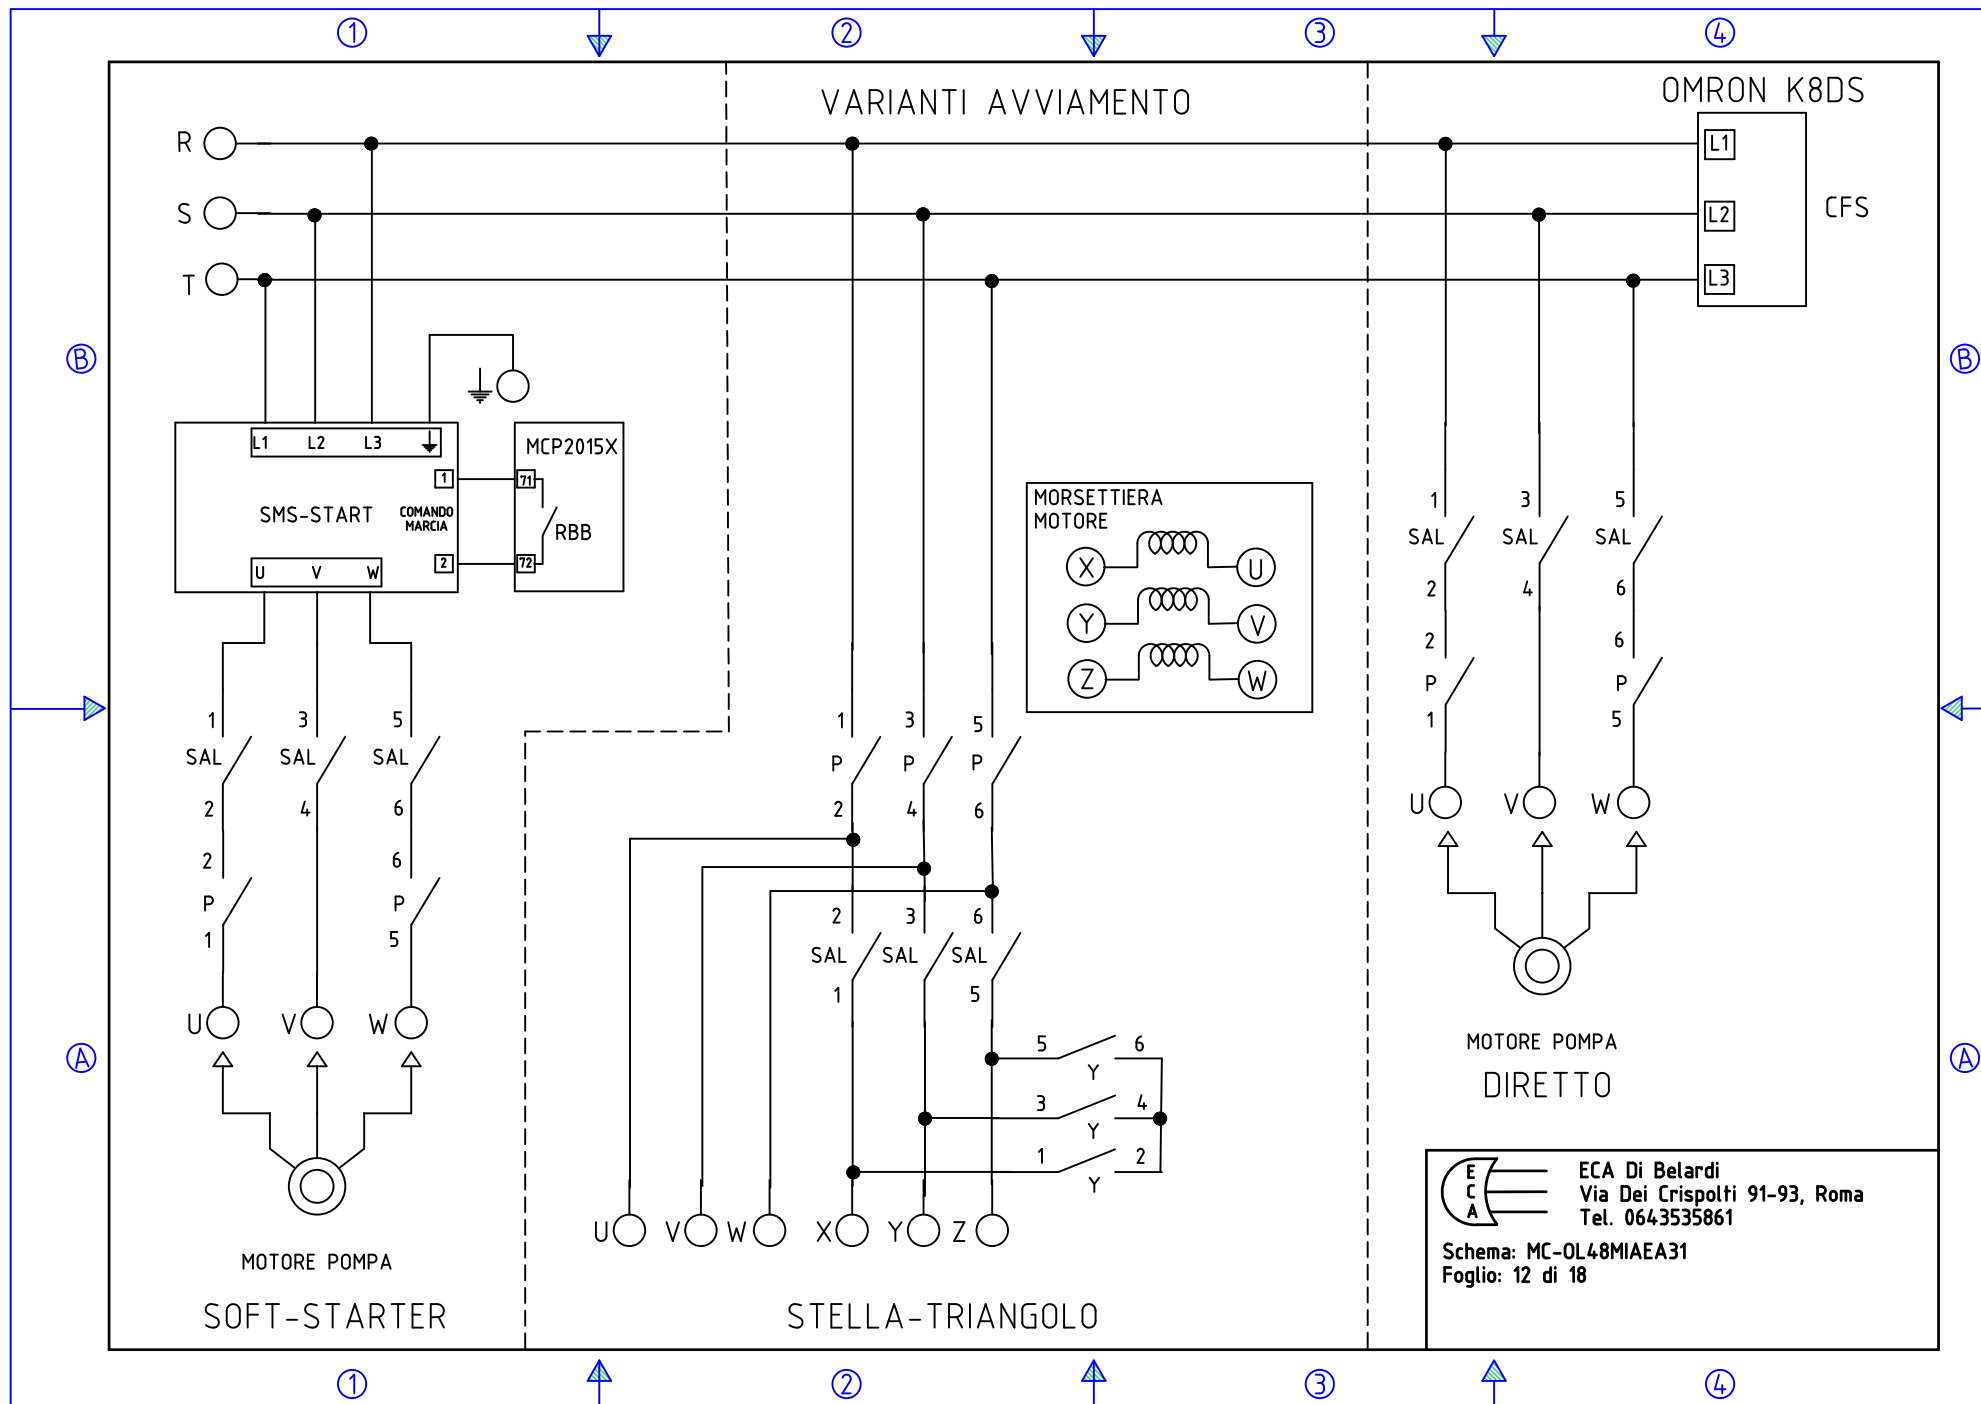 1 2 3 4
VARIANTI AVVIAMENTO
OMRON K8DS
R
L1
S
L2
CFS
T
L3
B
B
L1 L2 L3
MCP2015X
1
71
SMS-START
COMANDO
MARCIA
RBB
2
72
U V W
MORSETTIERA
MOTORE
X U
Y V
Z W
1 3 5
SAL SAL SAL
2 4 6
2 6
P P
1 5
U V W
MOTORE POMPA
DIRETTO
1 3 5
SAL SAL SAL
2 4 6
2 6
P P
1 5
U V W
MOTORE POMPA
SOFT-STARTER
1 3 5
P P P
2 4 6
2 3 6
SAL SAL SAL
1 5
5 6
Y
3 4
Y
1 2
Y
U V W X Y Z
STELLA-TRIANGOLO
A
A
E
C
A
ECA Di Belardi
Via Dei Crispolti 91-93, Roma
Tel. 0643535861
Schema: MC-OL48MIAEA31
Foglio: 12 di 18
1 2 3 4